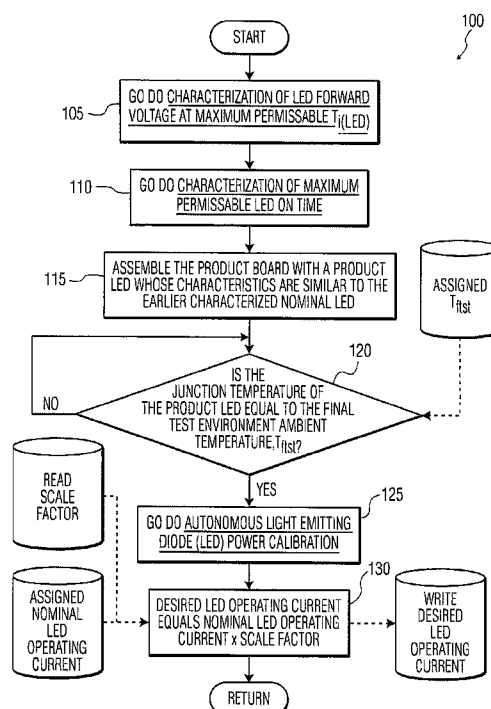 100
START
105
GO DO CHARACTERIZATION OF LED FORWARD
VOLTAGE AT MAXIMUM PERMISSABLE Tj(LED)
110
GO DO CHARACTERIZATION OF MAXIMUM
PERMISSABLE LED ON TIME
115
ASSEMBLE THE PRODUCT BOARD WITH A PRODUCT
LED WHOSE CHARACTERISTICS ARE SIMILAR TO THE
EARLIER CHARACTERIZED NOMINAL LED
ASSIGNED
Tftst
120
IS THE
JUNCTION TEMPERATURE OF
THE PRODUCT LED EQUAL TO THE FINAL
TEST ENVIRONMENT AMBIENT
TEMPERATURE,Tftst?
NO
YES
READ
SCALE
FACTOR
125
GO DO AUTONOMOUS LIGHT EMITTING
DIODE (LED) POWER CALIBRATION
130
ASSIGNED
NOMINAL
LED
OPERATING
CURRENT
DESIRED LED OPERATING CURRENT
EQUALS NOMINAL LED OPERATING
CURRENT x SCALE FACTOR
WRITE
DESIRED
LED
OPERATING
CURRENT
RETURN